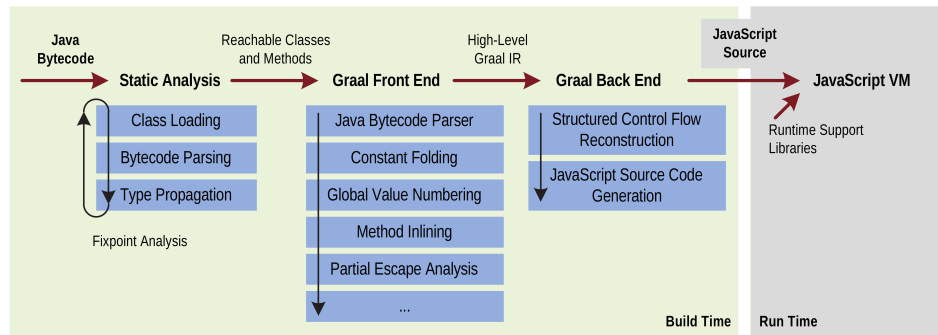 Java
Bytecode
Static Analysis
Class Loading
Bytecode Parsing
Type Propagation
Fixpoint Analysis
Reachable Classes
and Methods
Graal Front End
Java Bytecode Parser
Constant Folding
Global Value Numbering
Method Inlining
Partial Escape Analysis
...
High-Level
Graal IR
Graal Back End
Structured Control Flow
Reconstruction
JavaScript Source Code
Generation
JavaScript
Source
JavaScript VM
Runtime Support
Libraries
Build Time
Run Time